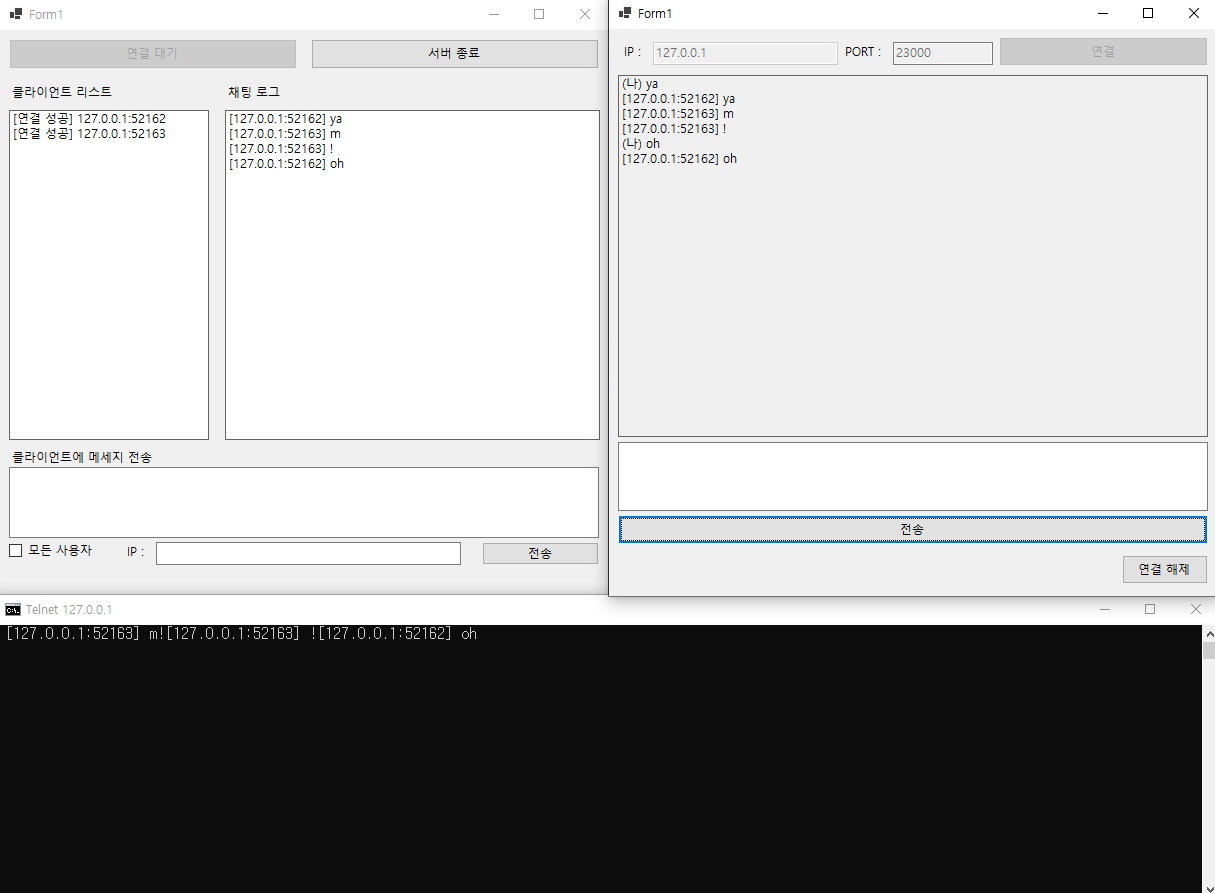 Form1
연결 대기
서버 종료
클라이언트 리스트
채팅 로그
[연결 성공] 127.0.0.1:52162
[연결 성공] 127.0.0.1:52163
[127.0.0.1:52162] ya
[127.0.0.1:52163] m
[127.0.0.1:52163] !
[127.0.0.1:52162] oh
클라이언트에 메세지 전송
모든 사용자
IP :
전송
Form1
IP :
127.0.0.1
PORT :
23000
연결
(나) ya
[127.0.0.1:52162] ya
[127.0.0.1:52163] m
[127.0.0.1:52163] !
(나) oh
[127.0.0.1:52162] oh
전송
연결 해제
Telnet 127.0.0.1
[127.0.0.1:52163] m![127.0.0.1:52163] ![127.0.0.1:52162] oh